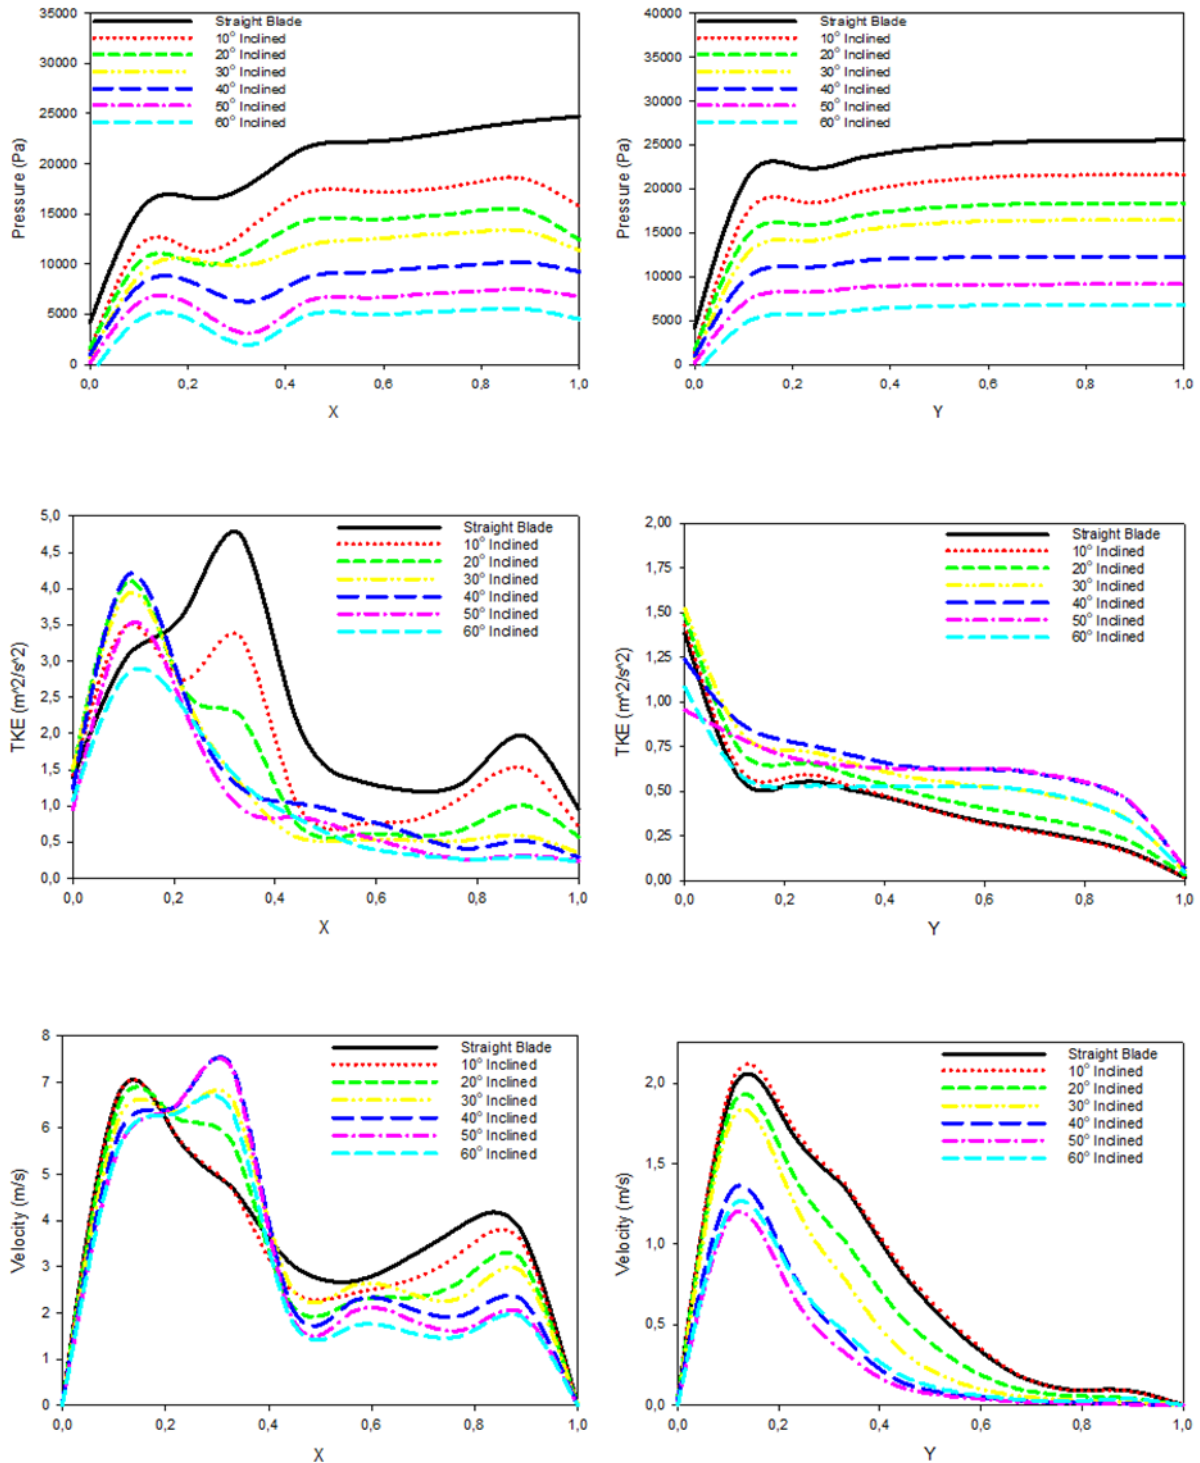 35000
30000
25000
20000
15000
10000
5000
0
Pressure (Pa)
Straight Blade
10° Inclined
20° Inclined
30° Inclined
40° Inclined
50° Inclined
60° Inclined
0,0 0,2 0,4 0,6 0,8 1,0
X
40000
35000
30000
25000
20000
15000
10000
5000
0
Pressure (Pa)
Straight Blade
10° Inclined
20° Inclined
30° Inclined
40° Inclined
50° Inclined
60° Inclined
0,0 0,2 0,4 0,6 0,8 1,0
Y
5,0
4,5
4,0
3,5
3,0
2,5
2,0
1,5
1,0
0,5
0,0
TKE (m^2/s^2)
Straight Blade
10° Inclined
20° Inclined
30° Inclined
40° Inclined
50° Inclined
60° Inclined
0,0 0,2 0,4 0,6 0,8 1,0
X
2,00
1,75
1,50
1,25
1,00
0,75
0,50
0,25
0,00
TKE (m^2/s^2)
Straight Blade
10° Inclined
20° Inclined
30° Inclined
40° Inclined
50° Inclined
60° Inclined
0,0 0,2 0,4 0,6 0,8 1,0
Y
8
7
6
5
4
3
2
1
0
Velocity (m/s)
Straight Blade
10° Inclined
20° Inclined
30° Inclined
40° Inclined
50° Inclined
60° Inclined
0,0 0,2 0,4 0,6 0,8 1,0
X
2,0
1,5
1,0
0,5
0,0
Velocity (m/s)
Straight Blade
10° Inclined
20° Inclined
30° Inclined
40° Inclined
50° Inclined
60° Inclined
0,0 0,2 0,4 0,6 0,8 1,0
Y